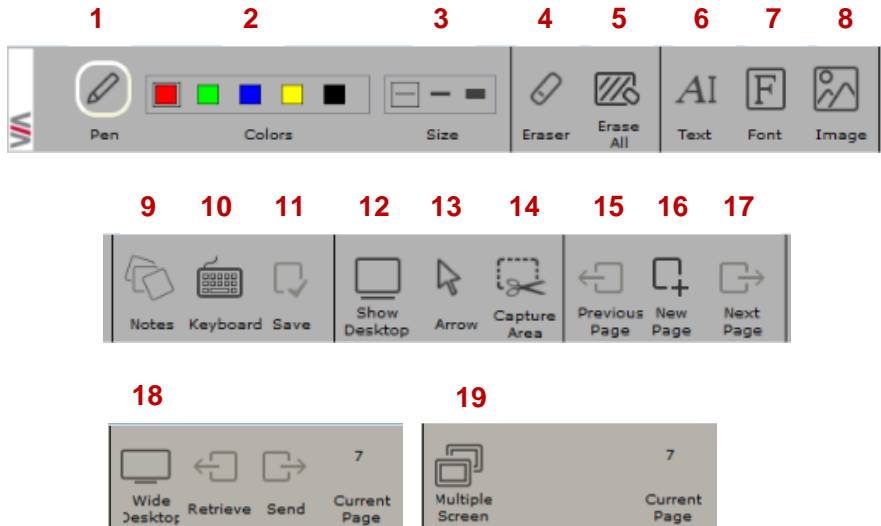 1 2 3 4 5 6 7 8
Pen Colors Size Eraser Erase All Text Font Image
9 10 11 12 13 14 15 16 17
Notes Keyboard Save Show Desktop Arrow Capture Area Previous Page New Page Next Page
18 19
7 7
Wide Desktop Retrieve Send Current Page Multiple Screen Current Page